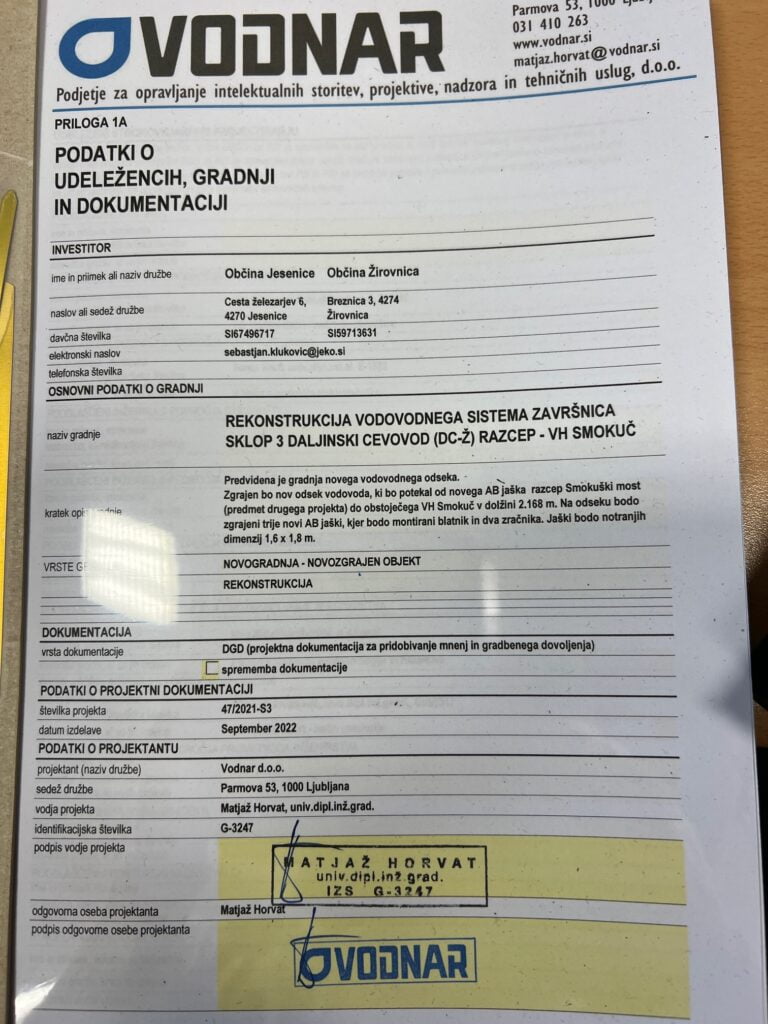 VODNAR
Parmova 53, 1000
031 410 263
www.vodnar.si
matjaz.horvat@vodnar.si
Podjetje za opravljanje intelektualnih storitev, projektive, nadzora in tehničnih uslug, d.o.o.
PRILOGA 1A
PODATKI O
UDELEŽENCIH, GRADNJI
IN DOKUMENTACIJI
INVESTITOR
ime in priimek ali naziv družbe Občina Jesenice Občina Žirovnica
naslov ali sedež družbe Cesta železarjev 6, 4270 Jesenice Breznica 3, 4274 Žirovnica
davčna številka SI67496717 SI59713631
elektronski naslov sebastjan.klukovic@jeko.si
telefonska številka
OSNOVNI PODATKI O GRADNJI
naziv gradnje REKONSTRUKCIJA VODOVODNEGA SISTEMA ZAVRŠNICA
SKLOP 3 DALJINSKI CEVOVOD (DC-Ž) RAZCEP - VH SMOKUČ
Predvidena je gradnja novega vodovodnega odseka.
Zgrajen bo nov odsek vodovoda, ki bo potekal od novega AB jaška razcep Smokuški most
kratek opis (predmet drugega projekta) do obstoječega VH Smokuč v dolžini 2.168 m. Na odseku bodo
zgrajeni trije novi AB jaški, kjer bodo montirani blatnik in dva zračnika. Jaški bodo notranjih
dimenzij 1,6 x 1,8 m.
VRSTE NOVOGRADNJA - NOVOZGRAJEN OBJEKT
REKONSTRUKCIJA
DOKUMENTACIJA
vrsta dokumentacije DGD (projektna dokumentacija za pridobivanje mnenj in gradbenega dovoljenja)
sprememba dokumentacije
PODATKI O PROJEKTNI DOKUMENTACIJI
številka projekta 47/2021-S3
datum izdelave September 2022
PODATKI O PROJEKTANTU
projektant (naziv družbe) Vodnar d.o.o.
sedež družbe Parmova 53, 1000 Ljubljana
vodja projekta Matjaž Horvat, univ.dipl.inž.grad.
identifikacijska številka G-3247
podpis vodje projekta
MATJAŽ HORVAT
univ.dipl.inž.grad.
IZS G-3247
odgovorna oseba projektanta Matjaž Horvat
podpis odgovorne osebe projektanta
VODNAR